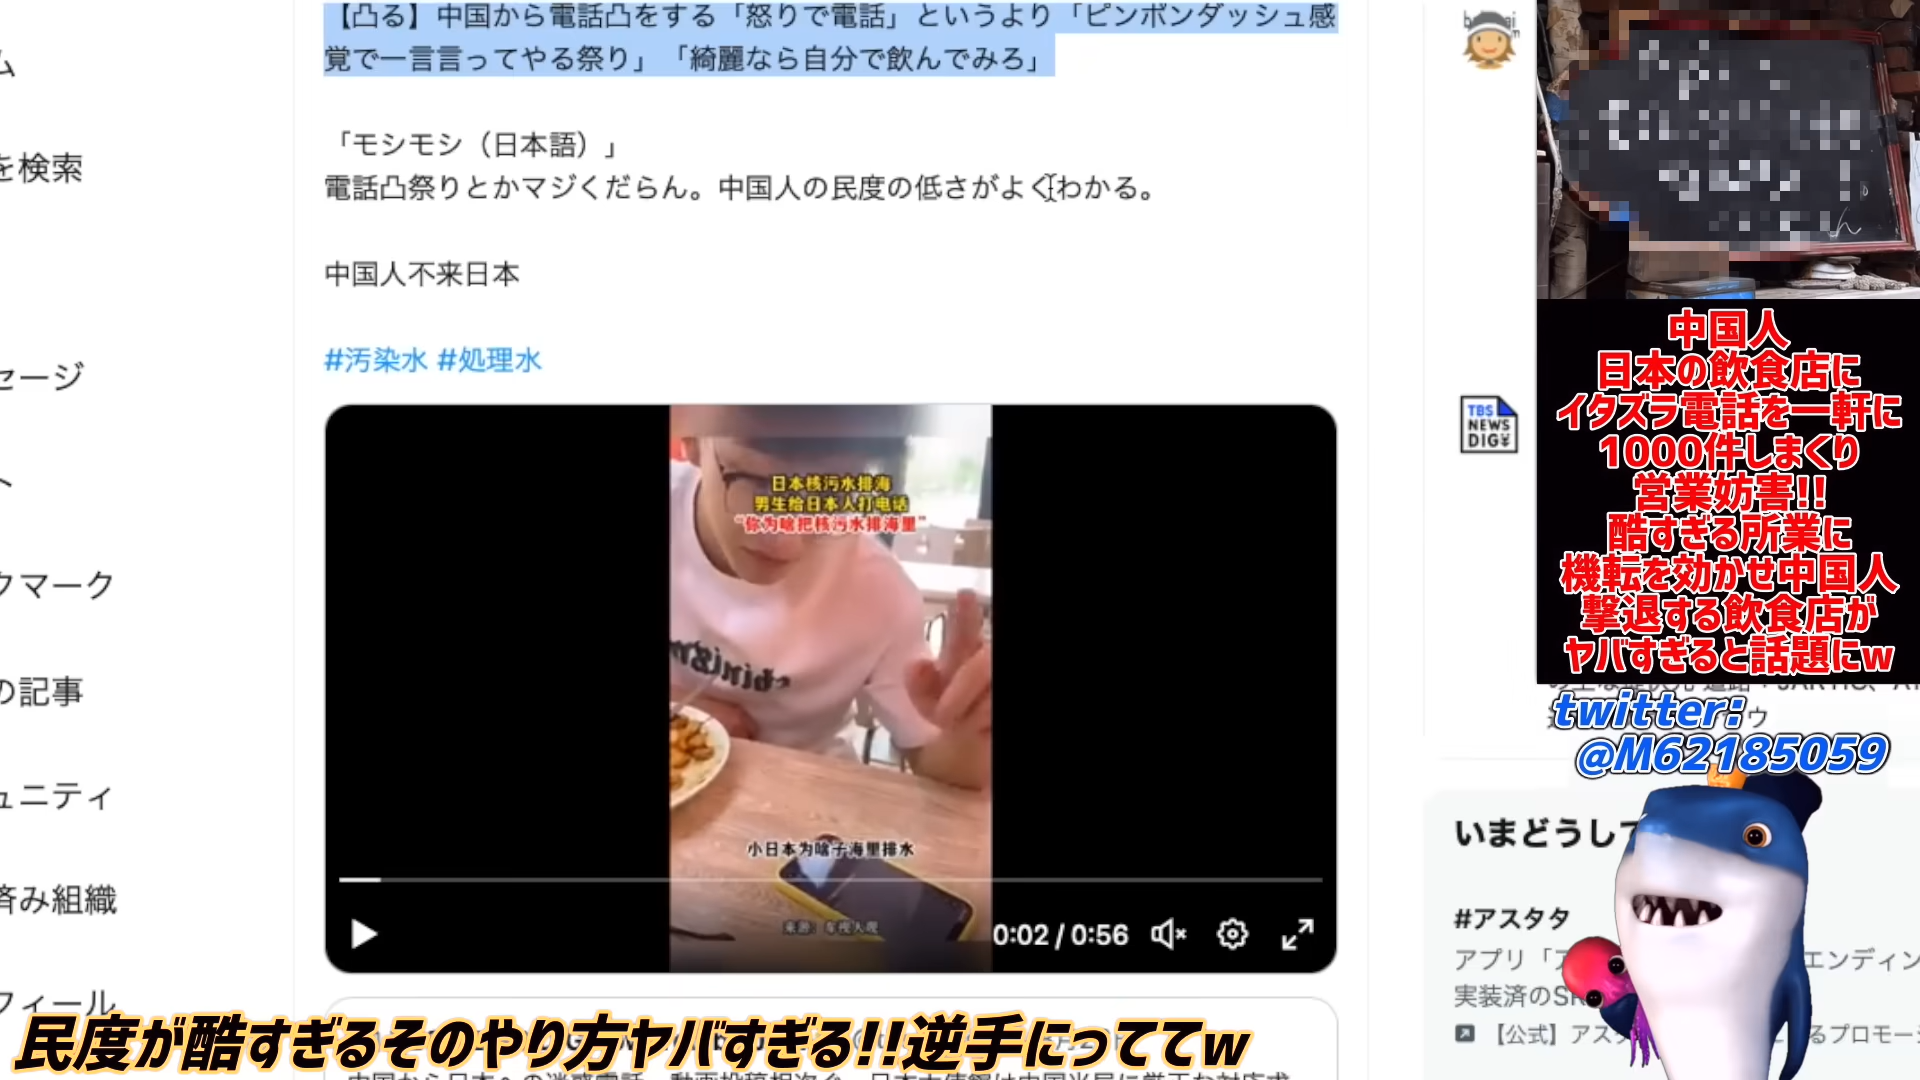 【凸る】中国から電話凸をする「怒りで電話」というより「ピンポンダッシュ感
覚で一言言ってやる祭り」「綺麗なら自分で飲んでみろ」
「モシモシ（日本語）」
電話凸祭りとかマジくだらん。中国人の民度の低さがよくわかる。
中国人不来日本
#汚染水 #処理水
日本核污水排海
男生给日本人打电话
“你为啥把核污水排海里”
小日本为啥子海里排水
0:02 / 0:56
ム
を検索
セージ
ト
クマーク
の記事
ュニティ
済み組織
フィール
TBS
NEWS
DIG
中国人
日本の飲食店に
イタズラ電話を一軒に
1000件しまくり
営業妨害!!
酷すぎる所業に
機転を効かせ中国人
撃退する飲食店が
ヤバすぎると話題にw
twitter:
@M62185059
いまどうし
#アスタタ
アプリ「
エンディン
実装済のS
【公式】アス
るプロモー
民度が酷すぎるそのやり方ヤバすぎる!!逆手にっててw